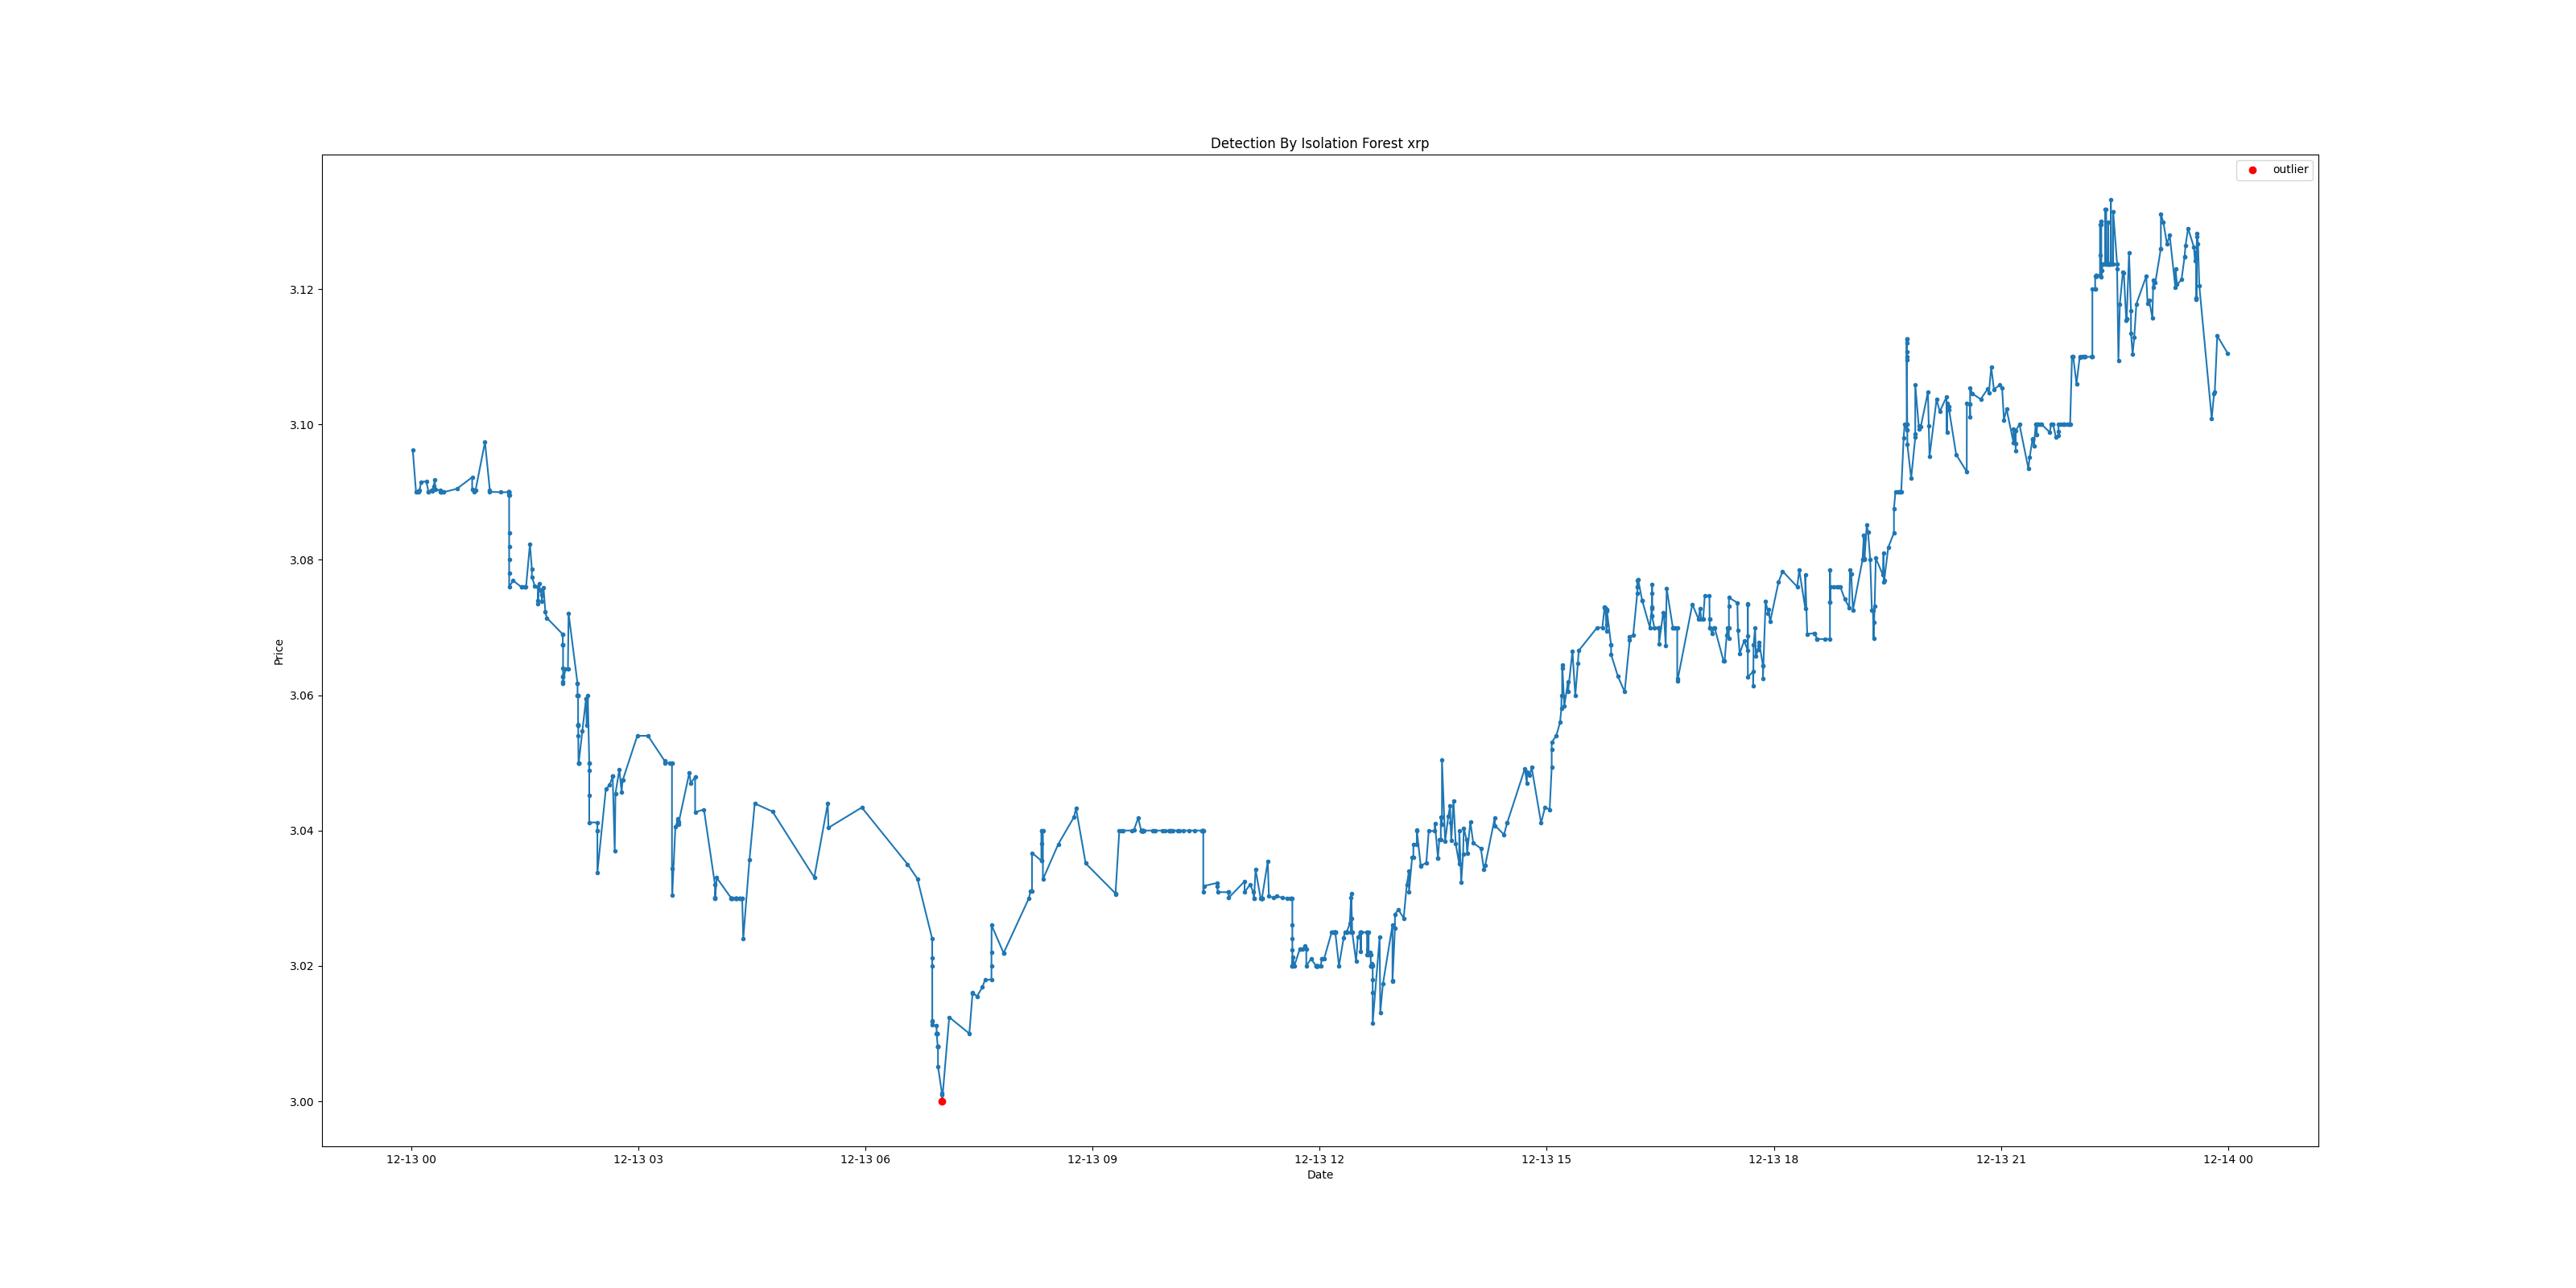 Detection By Isolation Forest xrp
outlier
3.12
3.10
3.08
3.06
3.04
3.02
3.00
Price
12-13 00 12-13 03 12-13 06 12-13 09 12-13 12 12-13 15 12-13 18 12-13 21 12-14 00
Date